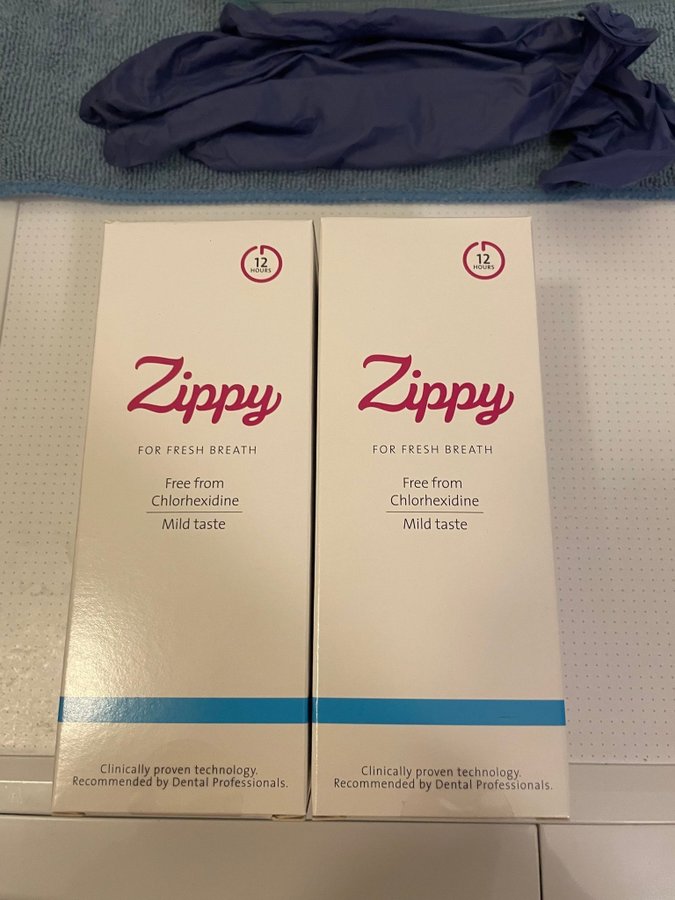 12
HOURS
Zippy
FOR FRESH BREATH
Free from
Chlorhexidine
Mild taste
Clinically proven technology.
Recommended by Dental Professionals.
12
HOURS
Zippy
FOR FRESH BREATH
Free from
Chlorhexidine
Mild taste
Clinically proven technology.
Recommended by Dental Professionals.